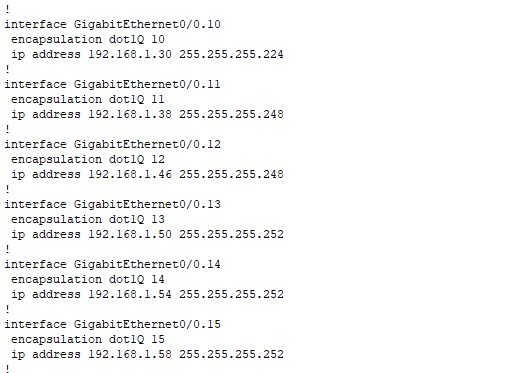 !
interface GigabitEthernet0/0.10
 encapsulation dot1Q 10
 ip address 192.168.1.30 255.255.255.224
!
interface GigabitEthernet0/0.11
 encapsulation dot1Q 11
 ip address 192.168.1.38 255.255.255.248
!
interface GigabitEthernet0/0.12
 encapsulation dot1Q 12
 ip address 192.168.1.46 255.255.255.248
!
interface GigabitEthernet0/0.13
 encapsulation dot1Q 13
 ip address 192.168.1.50 255.255.255.252
!
interface GigabitEthernet0/0.14
 encapsulation dot1Q 14
 ip address 192.168.1.54 255.255.255.252
!
interface GigabitEthernet0/0.15
 encapsulation dot1Q 15
 ip address 192.168.1.58 255.255.255.252
!